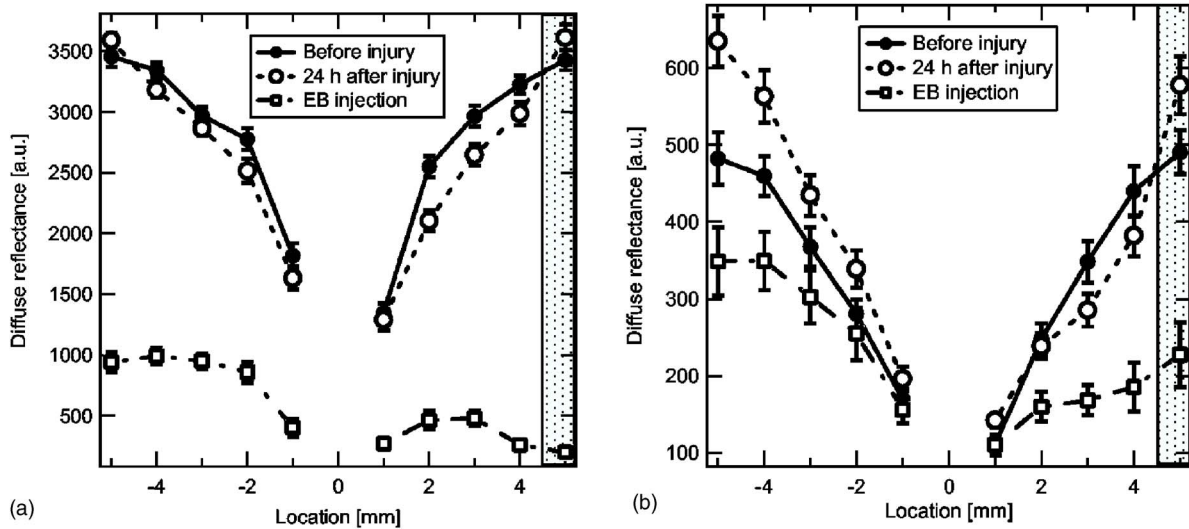 3500
3000
2500
2000
1500
1000
500
Diffuse reflectance [a.u.]
Before injury
24 h after injury
EB injection
-4
-2
0
2
4
Location [mm]
(a)
600
500
400
300
200
100
Diffuse reflectance [a.u.]
Before injury
24 h after injury
EB injection
-4
-2
0
2
4
Location [mm]
(b)